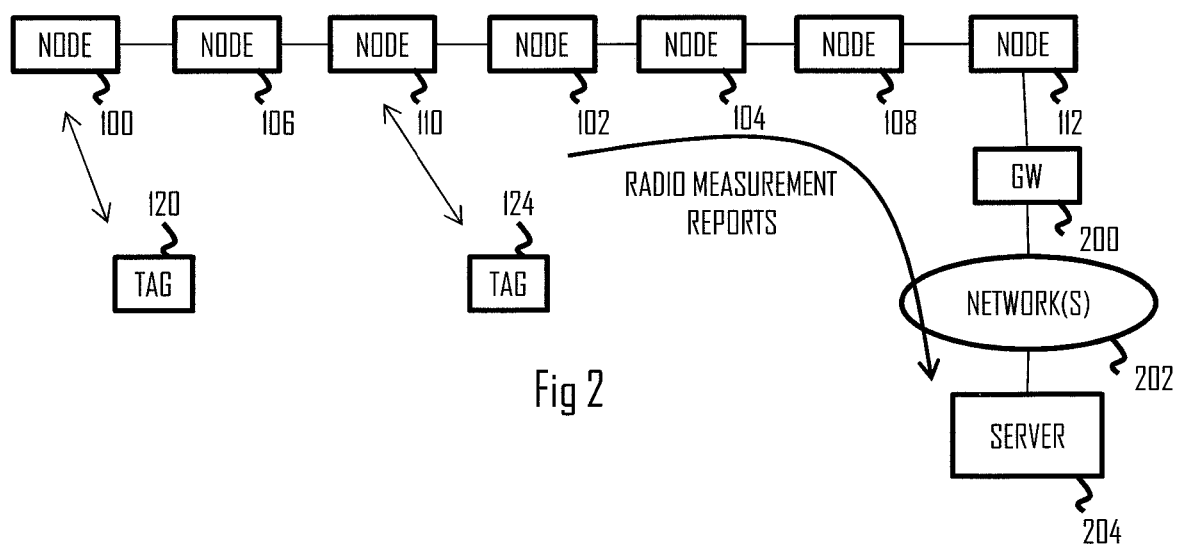 NODE NODE NODE NODE NODE NODE NODE
100 106 110 102 104 108 112
GW
200
RADIO MEASUREMENT
REPORTS
120 124
TAG TAG
NETWORK(S)
202
Fig 2
SERVER
204